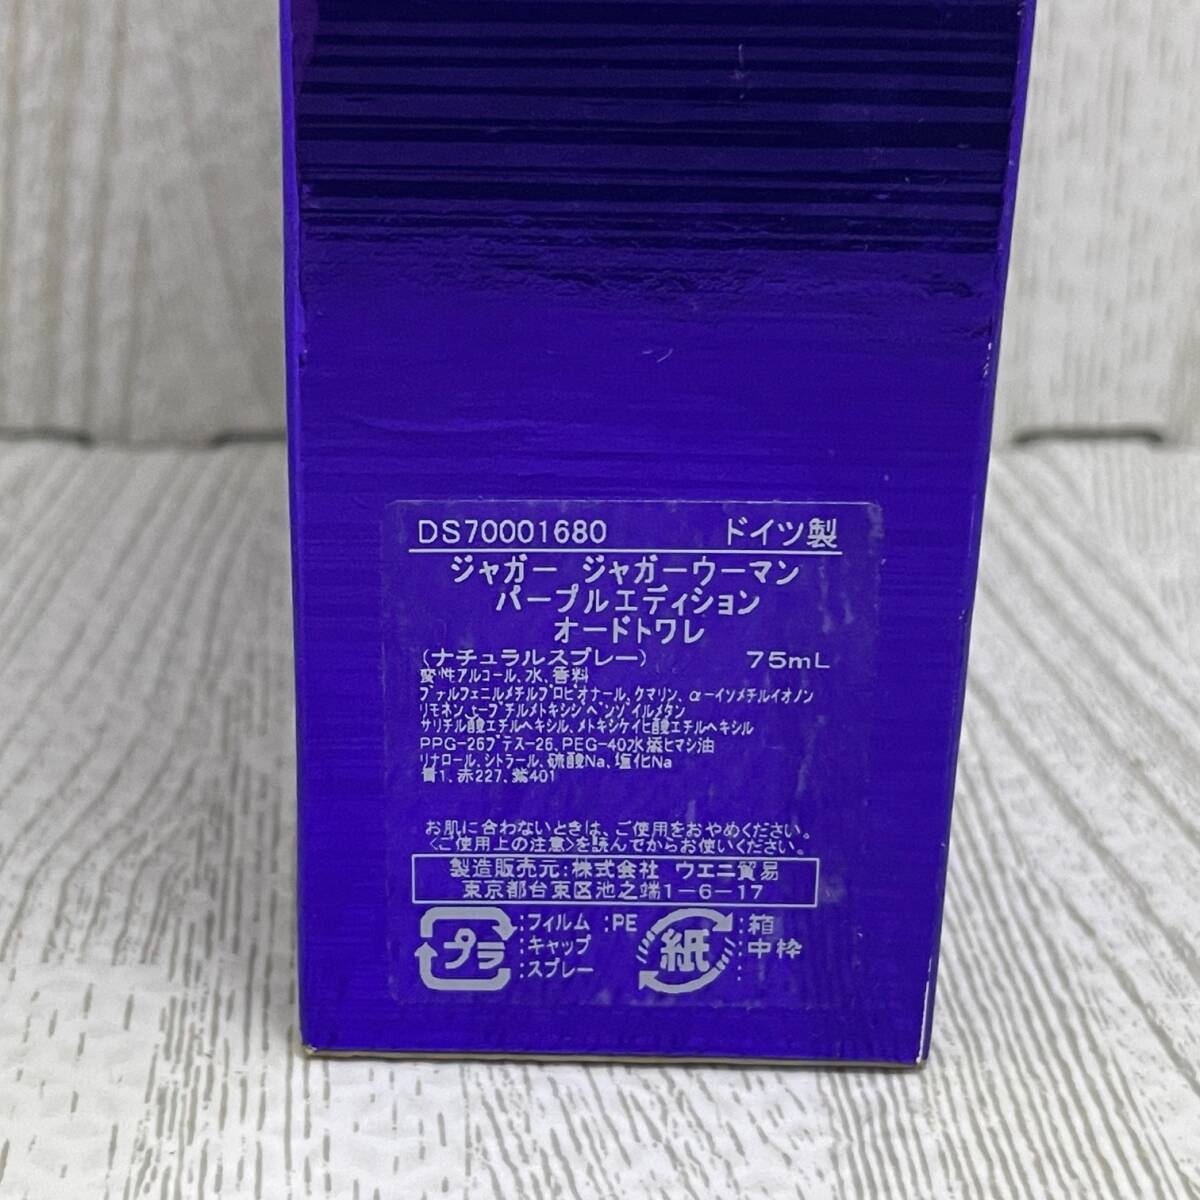 DS70001680 ドイツ製
ジャガー ジャガーウーマン
パープルエディション
オードトワレ
(ナチュラルスプレー) 75mL
変性アルコール、水、香料
ブチルフェニルメチルプロピオナール、クマリン、α-イソメチルイオノン
リモネン、t-ブチルメトキシジベンゾイルメタン
サリチル酸エチルヘキシル、メトキシケイヒ酸エチルヘキシル
PPG-26ブテス-26、PEG-40水添ヒマシ油
リナロール、シトラール、硫酸Na、塩化Na
青1、赤227、紫401
お肌に合わないときは、ご使用をおやめください。
〈ご使用上の注意〉を読んでからお使いください。
製造販売元:株式会社 ウエニ貿易
東京都台東区池之端1-6-17
プラ :フィルム :PE
:キャップ
:スプレー
紙 :箱
:中枠